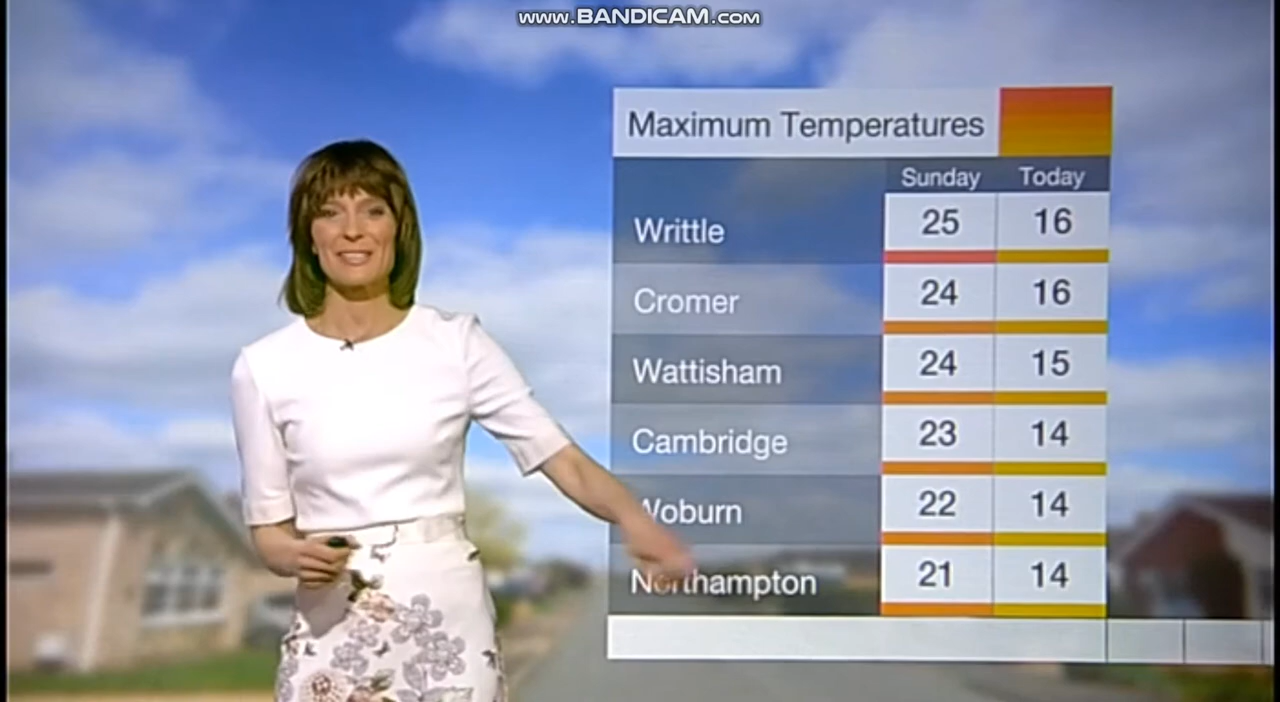 www.BANDICAM.com
Maximum Temperatures
Sunday Today
Writtle 25 16
Cromer 24 16
Wattisham 24 15
Cambridge 23 14
Woburn 22 14
Northampton 21 14